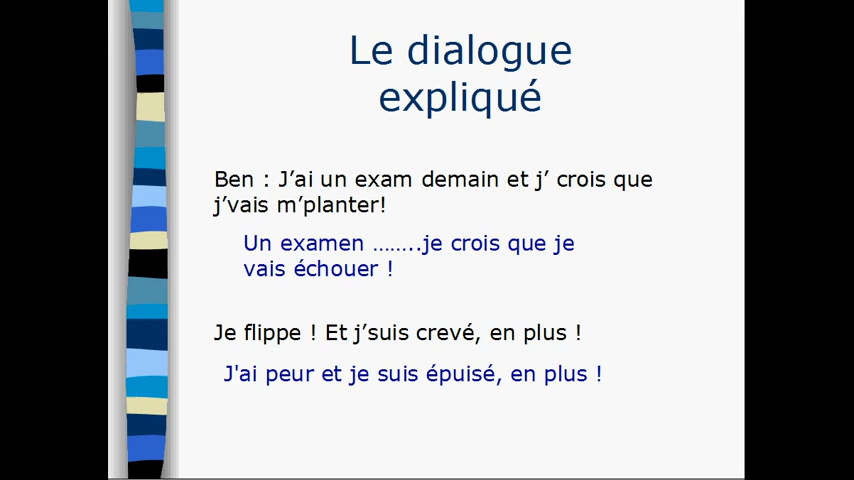 Le dialogue
expliqué
Ben : J’ai un exam demain et j’ crois que
j’vais m’planter!
Un examen ……..je crois que je
vais échouer !
Je flippe ! Et j’suis crevé, en plus !
J'ai peur et je suis épuisé, en plus !